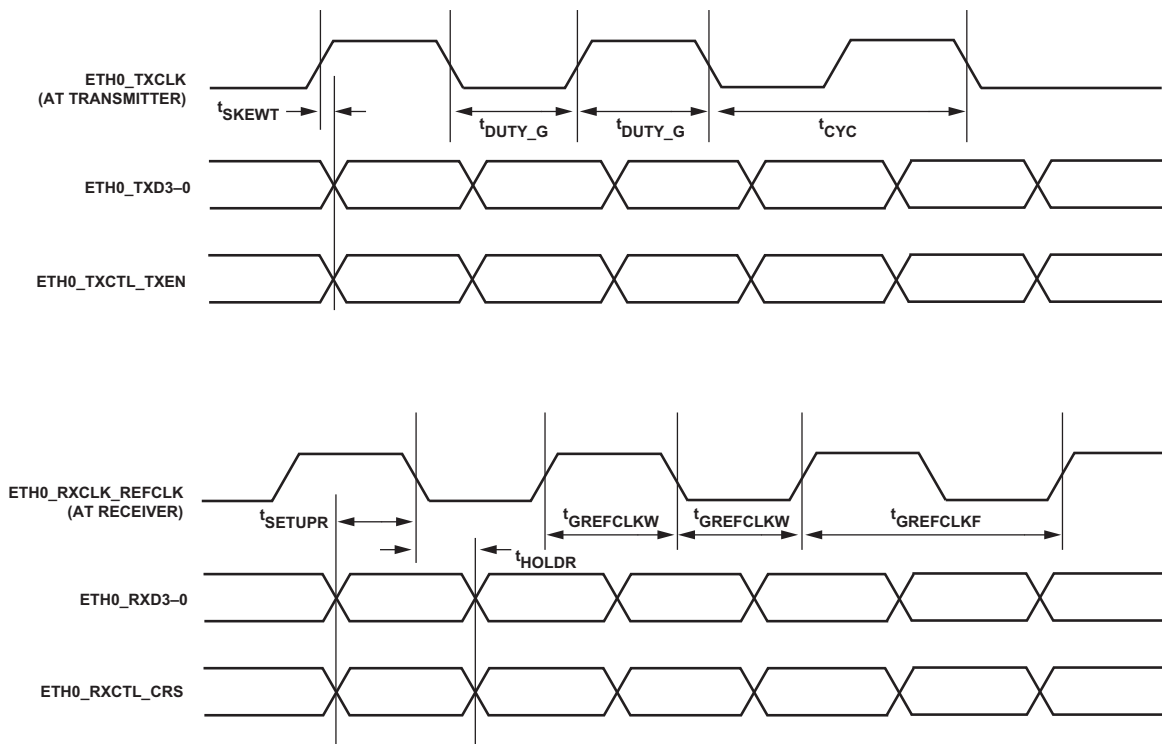 ETH0_TXCLK
(AT TRANSMITTER)
tSKEWT
tDUTY_G
tDUTY_G
tCYC
ETH0_TXD3–0
ETH0_TXCTL_TXEN
ETH0_RXCLK_REFCLK
(AT RECEIVER)
tSETUPR
tGREFCLKW
tGREFCLKW
tGREFCLKF
tHOLDR
ETH0_RXD3–0
ETH0_RXCTL_CRS